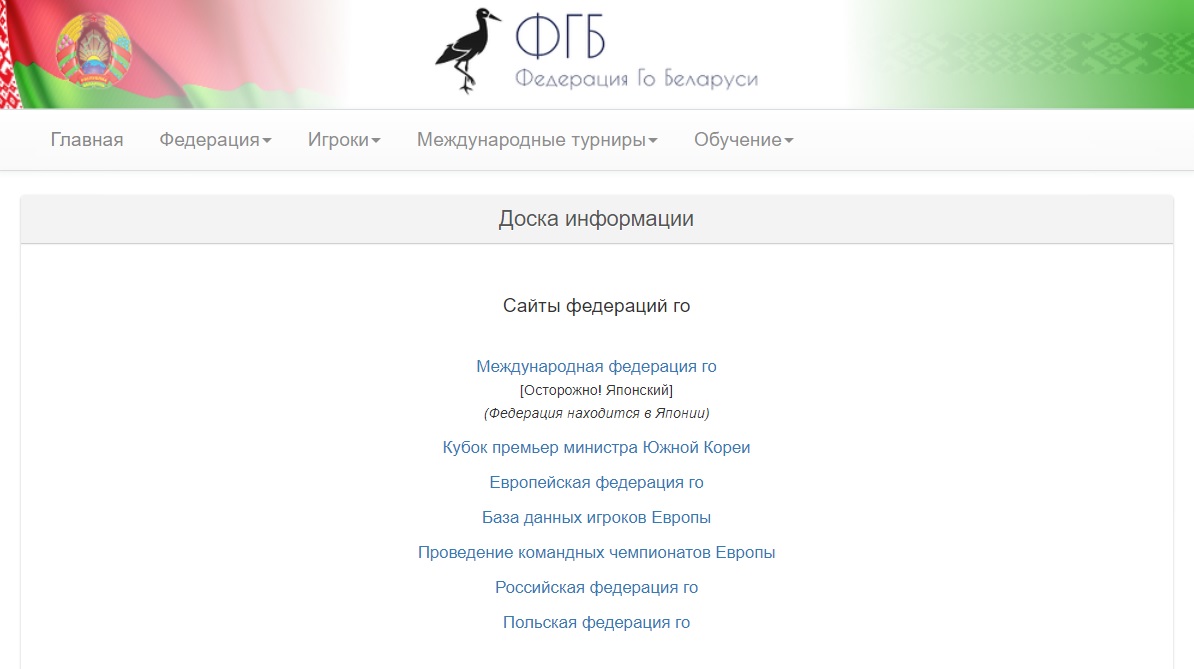 ФГБ
Федерация Го Беларуси
Главная Федерация Игроки Международные турниры Обучение
Доска информации
Сайты федераций го
Международная федерация го
[Осторожно! Японский]
(Федерация находится в Японии)
Кубок премьер министра Южной Кореи
Европейская федерация го
База данных игроков Европы
Проведение командных чемпионатов Европы
Российская федерация го
Польская федерация го